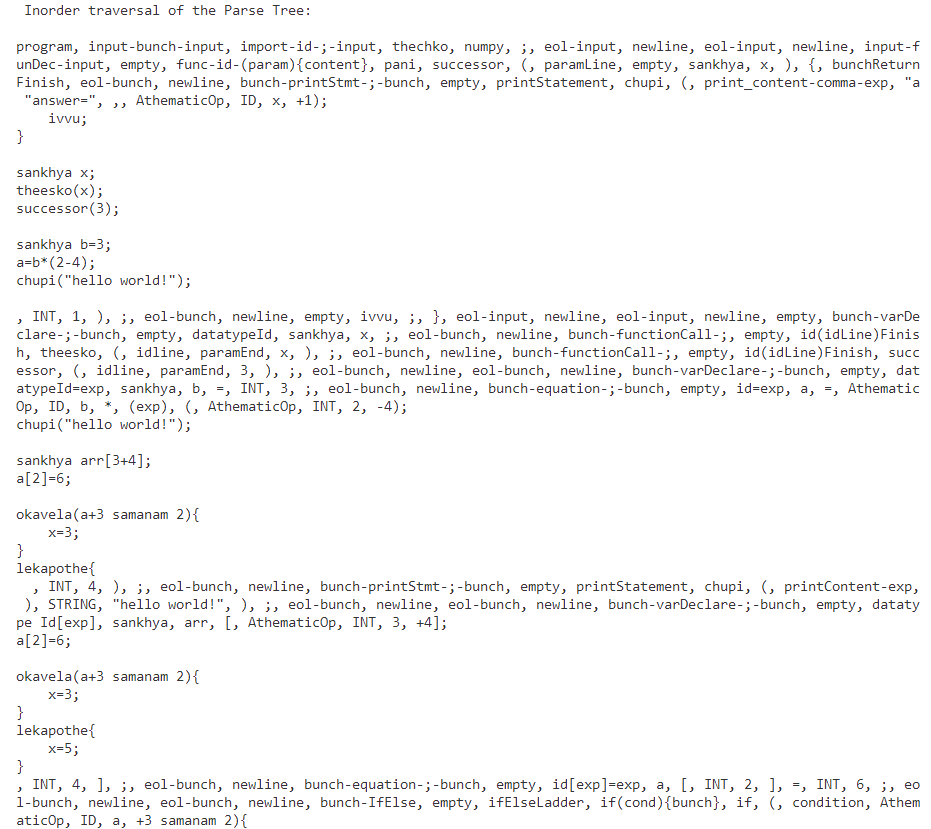 Inorder traversal of the Parse Tree:

program, input-bunch-input, import-id-;-input, thechko, numpy, ;, eol-input, newline, eol-input, newline, input-f
unDec-input, empty, func-id-(param){content}, pani, successor, (, paramLine, empty, sankhya, x, ), {, bunchReturn
Finish, eol-bunch, newline, bunch-printStmt-;-bunch, empty, printStatement, chupi, (, print_content-comma-exp, "a
 "answer=", ,, AthematicOp, ID, x, +1);
    ivvu;
}

sankhya x;
theesko(x);
successor(3);

sankhya b=3;
a=b*(2-4);
chupi("hello world!");

, INT, 1, ), ;, eol-bunch, newline, empty, ivvu, ;, }, eol-input, newline, eol-input, newline, empty, bunch-varDe
clare-;-bunch, empty, datatypeId, sankhya, x, ;, eol-bunch, newline, bunch-functionCall-;, empty, id(idLine)Finis
h, theesko, (, idline, paramEnd, x, ), ;, eol-bunch, newline, bunch-functionCall-;, empty, id(idLine)Finish, succ
essor, (, idline, paramEnd, 3, ), ;, eol-bunch, newline, eol-bunch, newline, bunch-varDeclare-;-bunch, empty, dat
atypeId=exp, sankhya, b, =, INT, 3, ;, eol-bunch, newline, bunch-equation-;-bunch, empty, id=exp, a, =, Athematic
Op, ID, b, *, (exp), (, AthematicOp, INT, 2, -4);
chupi("hello world!");

sankhya arr[3+4];
a[2]=6;

okavela(a+3 samanam 2){
    x=3;
}
lekapothe{
  , INT, 4, ), ;, eol-bunch, newline, bunch-printStmt-;-bunch, empty, printStatement, chupi, (, printContent-exp,
 ), STRING, "hello world!", ), ;, eol-bunch, newline, eol-bunch, newline, bunch-varDeclare-;-bunch, empty, dataty
pe Id[exp], sankhya, arr, [, AthematicOp, INT, 3, +4];
a[2]=6;

okavela(a+3 samanam 2){
    x=3;
}
lekapothe{
    x=5;
}
, INT, 4, ], ;, eol-bunch, newline, bunch-equation-;-bunch, empty, id[exp]=exp, a, [, INT, 2, ], =, INT, 6, ;, eo
l-bunch, newline, eol-bunch, newline, bunch-IfElse, empty, ifElseLadder, if(cond){bunch}, if, (, condition, Athem
aticOp, ID, a, +3 samanam 2){